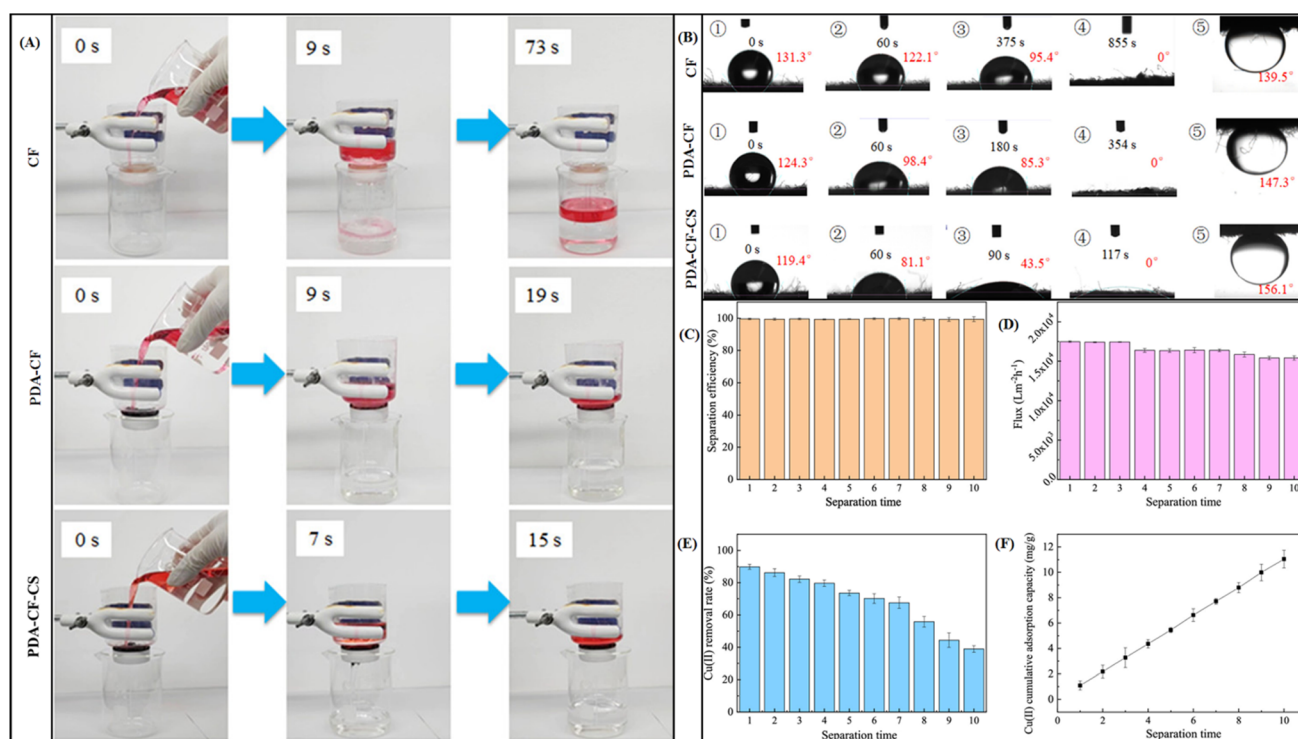 (A)
CF
0 s
9 s
73 s
PDA-CF
0 s
9 s
19 s
PDA-CF-CS
0 s
7 s
15 s
(B)
CF
① 0 s 131.3°
② 60 s 122.1°
③ 375 s 95.4°
④ 855 s 0°
⑤ 139.5°
PDA-CF
① 0 s 124.3°
② 60 s 98.4°
③ 180 s 85.3°
④ 354 s 0°
⑤ 147.3°
PDA-CF-CS
① 0 s 119.4°
② 60 s 81.1°
③ 90 s 43.5°
④ 117 s 0°
⑤ 156.1°
(C)
Separation efficiency (%)
100
80
60
40
20
0
1 2 3 4 5 6 7 8 9 10
Separation time
(D)
Flux (Lm⁻²h⁻¹)
2.0x10⁴
1.5x10⁴
1.0x10⁴
5.0x10³
0.0
1 2 3 4 5 6 7 8 9 10
Separation time
(E)
Cu(II) removal rate (%)
100
80
60
40
20
0
1 2 3 4 5 6 7 8 9 10
Separation time
(F)
Cu(II) cumulative adsorption capacity (mg/g)
12
10
8
6
4
2
0
2 4 6 8 10
Separation time